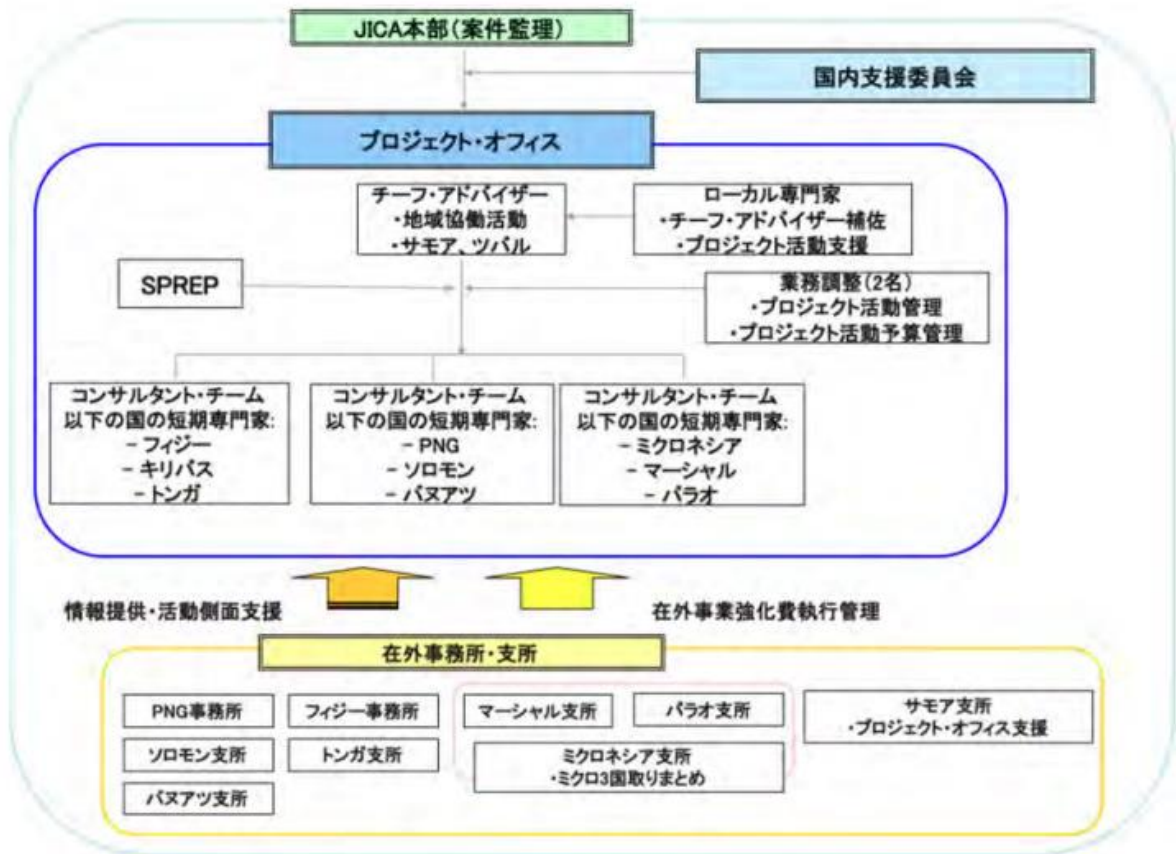 JICA本部（案件監理）
国内支援委員会
プロジェクト・オフィス
チーフ・アドバイザー
・地域協働活動
・サモア、ツバル
ローカル専門家
・チーフ・アドバイザー補佐
・プロジェクト活動支援
SPREP
業務調整（2名）
・プロジェクト活動管理
・プロジェクト活動予算管理
コンサルタント・チーム
以下の国の短期専門家:
－フィジー
－キリバス
－トンガ
コンサルタント・チーム
以下の国の短期専門家:
－PNG
－ソロモン
－バヌアツ
コンサルタント・チーム
以下の国の短期専門家:
－ミクロネシア
－マーシャル
－パラオ
情報提供・活動側面支援
在外事業強化費執行管理
在外事務所・支所
PNG事務所
フィジー事務所
マーシャル支所
パラオ支所
サモア支所
・プロジェクト・オフィス支援
ソロモン支所
トンガ支所
ミクロネシア支所
・ミクロ3国取りまとめ
バヌアツ支所